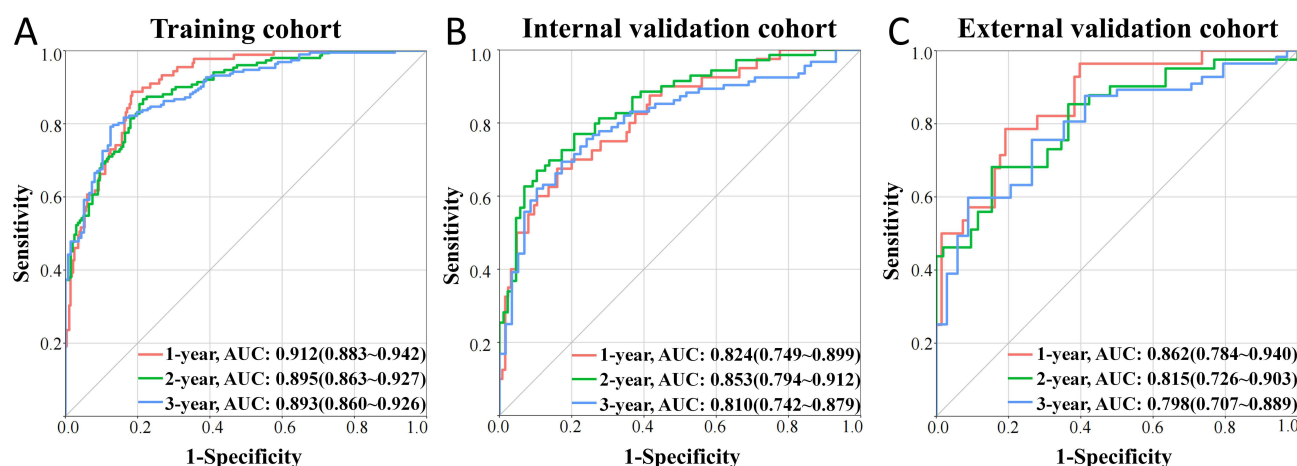 A Training cohort
1.0
0.8
0.6
0.4
0.2
Sensitivity
1-year, AUC: 0.912(0.883~0.942)
2-year, AUC: 0.895(0.863~0.927)
3-year, AUC: 0.893(0.860~0.926)
0.0 0.2 0.4 0.6 0.8 1.0
1-Specificity
B Internal validation cohort
1.0
0.8
0.6
0.4
0.2
Sensitivity
1-year, AUC: 0.824(0.749~0.899)
2-year, AUC: 0.853(0.794~0.912)
3-year, AUC: 0.810(0.742~0.879)
0.0 0.2 0.4 0.6 0.8 1.0
1-Specificity
C External validation cohort
1.0
0.8
0.6
0.4
0.2
Sensitivity
1-year, AUC: 0.862(0.784~0.940)
2-year, AUC: 0.815(0.726~0.903)
3-year, AUC: 0.798(0.707~0.889)
0.0 0.2 0.4 0.6 0.8 1.0
1-Specificity